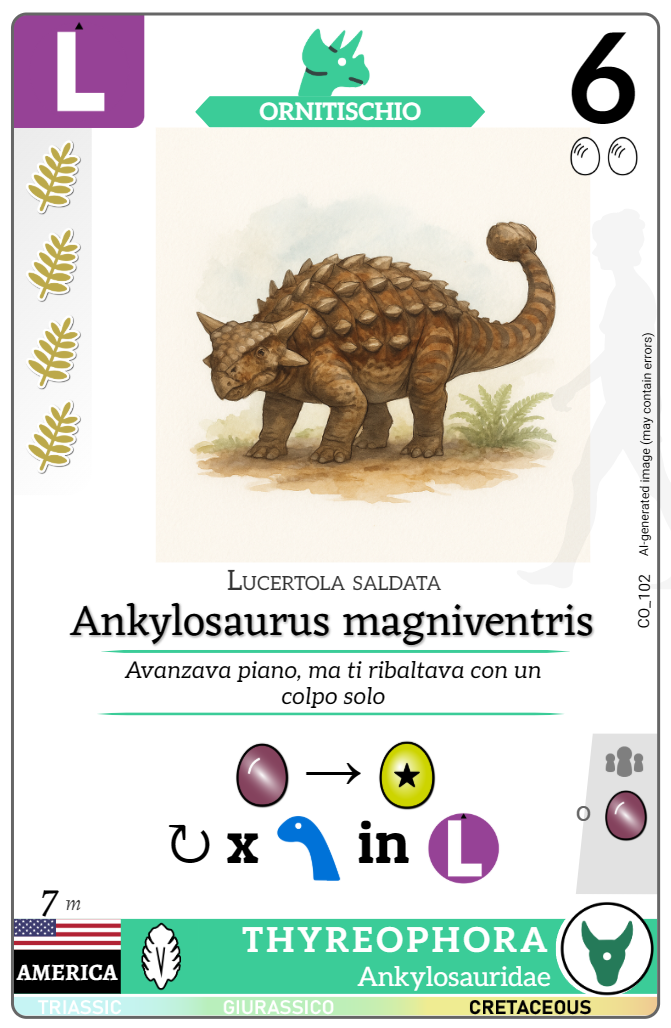 L
ORNITISCHIO
6
AI-generated image (may contain errors)
CO_102
Lucertola saldata
Ankylosaurus magniventris
Avanzava piano, ma ti ribaltava con un
colpo solo
→
↻ x in L
O
7 m
AMERICA
THYREOPHORA
Ankylosauridae
TRIASSIC GIURASSICO CRETACEOUS